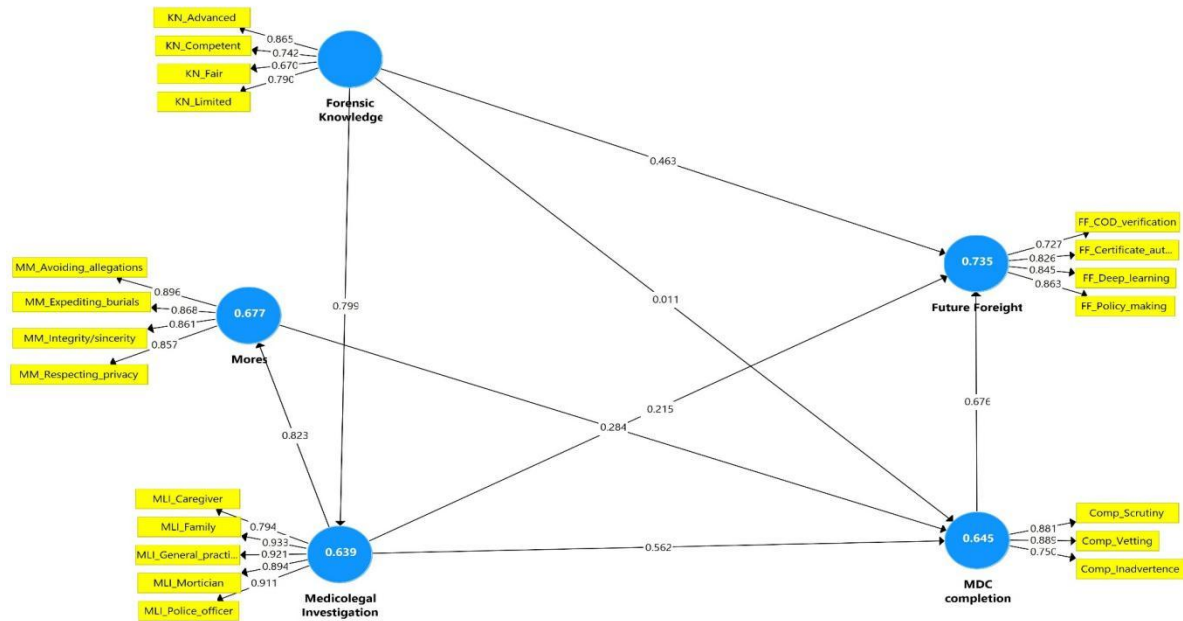 KN_Advanced
KN_Competent
KN_Fair
KN_Limited
0.865
0.742
0.670
0.790
Forensic
Knowledge
0.463
0.799
0.011
MM_Avoiding_allegations
MM_Expediting_burials
MM_Integrity/sincerity
MM_Respecting_privacy
0.896
0.868
0.861
0.857
0.677
Mores
FF_COD_verification
FF_Certificate_aut...
FF_Deep_learning
FF_Policy_making
0.727
0.826
0.845
0.863
0.735
Future Foreight
0.823
0.215
0.284
0.676
MLI_Caregiver
MLI_Family
MLI_General_practi...
MLI_Mortician
MLI_Police_officer
0.794
0.933
0.921
0.894
0.911
0.639
Medicolegal
Investigation
0.562
0.645
MDC
completion
0.881
0.889
0.750
Comp_Scrutiny
Comp_Vetting
Comp_Inadvertence